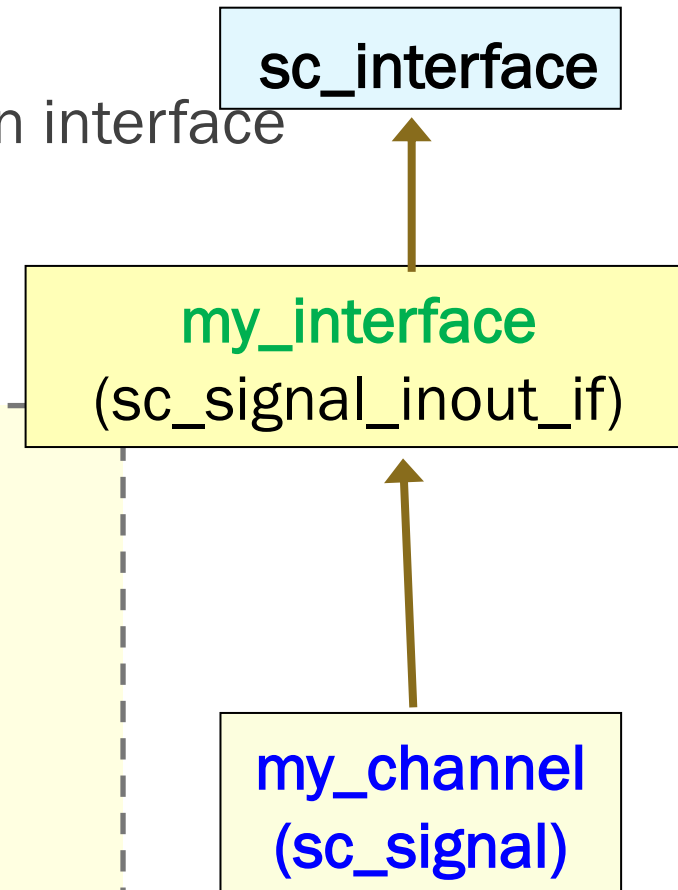 sc_interface
n interface
my_interface
(sc_signal_inout_if)
my_channel
(sc_signal)